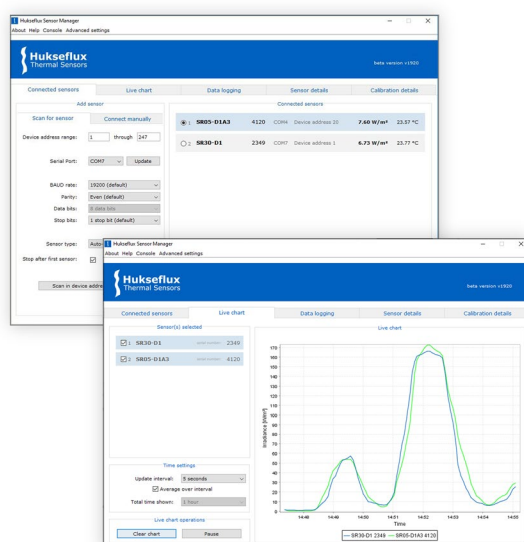 Hukseflux Sensor Manager
About Help Console Advanced settings
Hukseflux
Thermal Sensors
beta version v1920
Connected sensors Live chart Data logging Sensor details Calibration details
Add sensor
Connected sensors
Scan for sensor Connect manually
1 SR05-D1A3 4120 COM4 Device address 20 7.60 W/m² 23.57 °C
Device address range: 1 through 247
2 SR30-D1 2349 COM7 Device address 1 6.73 W/m² 23.77 °C
Serial Port: COM7 Update
BAUD rate: 19200 (default)
Parity: Even (default)
Data bits: 8 data bits
Stop bits: 1 stop bit (default)
Sensor type: Auto
Stop after first sensor:
Scan in device addre
Hukseflux Sensor Manager
About Help Console Advanced settings
Hukseflux
Thermal Sensors
beta version v1920
Connected sensors Live chart Data logging Sensor details Calibration details
Sensor(s) selected
1 SR30-D1 2349
2 SR05-D1A3 4120
Time settings
Update interval: 5 seconds
Average over interval
Total time shown: 1 hour
Live chart operations
Clear chart Pause
Live chart
170
160
150
140
130
120
110
100
90
80
70
60
50
40
30
20
10
0
Irradiance [W/m²]
14:48 14:49 14:50 14:51 14:52 14:53 14:54 14:55
Time
SR30-D1 2349 SR05-D1A3 4120